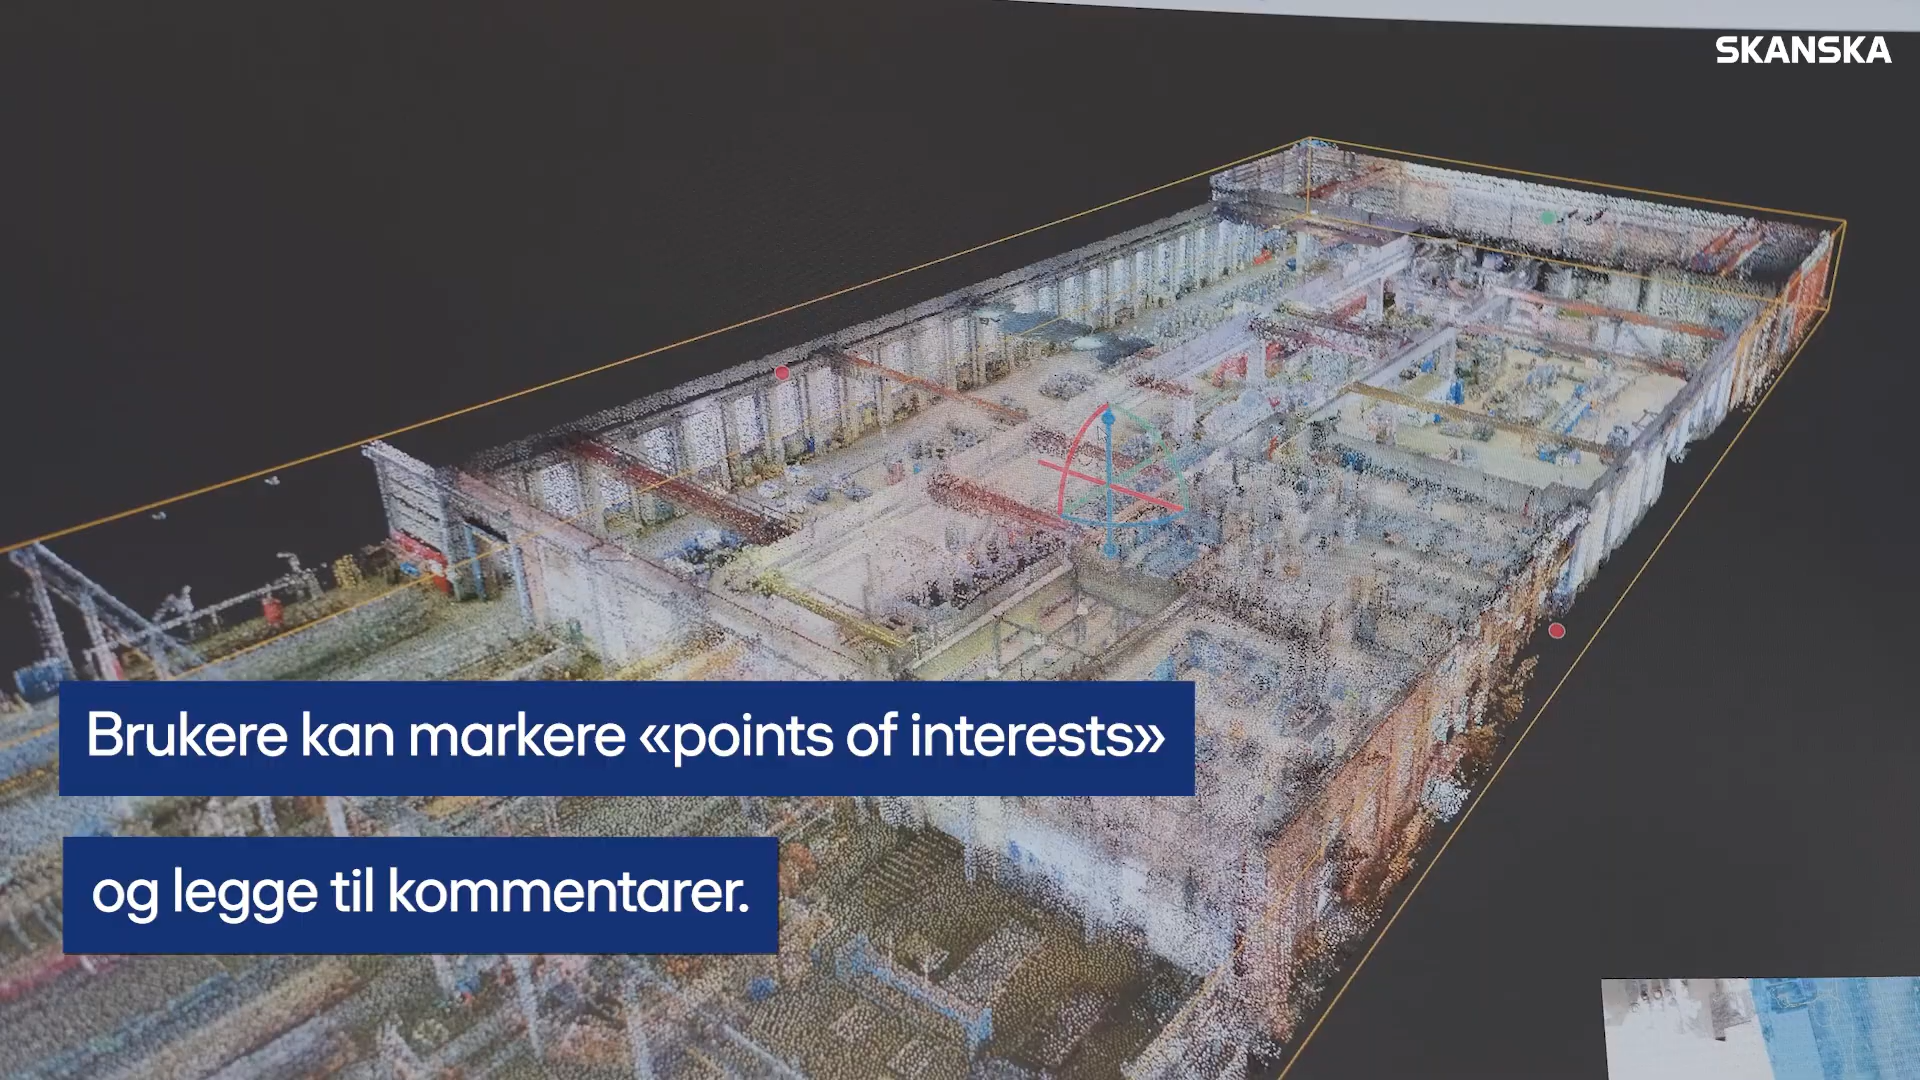 SKANSKA
Brukere kan markere «points of interests»
og legge til kommentarer.